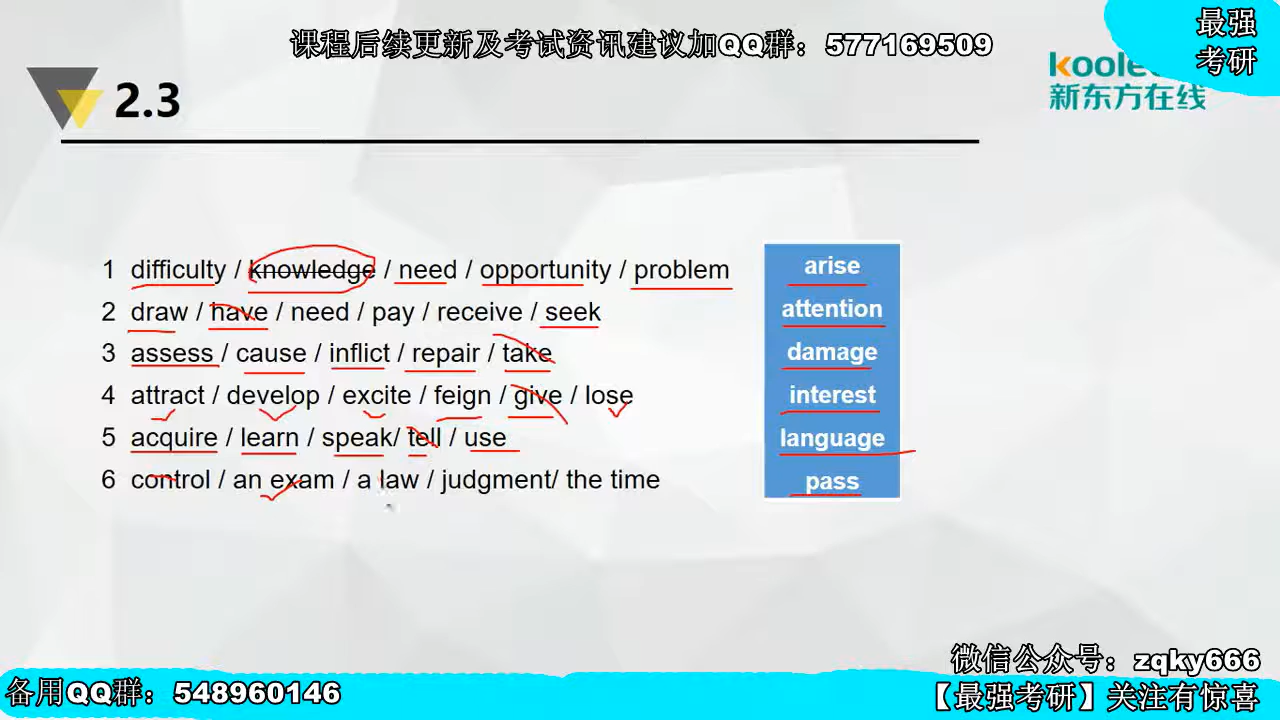 课程后续更新及考试资讯建议加QQ群：577169509
最强
考研
koole
新东方在线
2.3
1 difficulty / knowledge / need / opportunity / problem
arise
2 draw / have / need / pay / receive / seek
attention
3 assess / cause / inflict / repair / take
damage
4 attract / develop / excite / feign / give / lose
interest
5 acquire / learn / speak/ tell / use
language
6 control / an exam / a law / judgment/ the time
pass
微信公众号：zqky666
备用QQ群：548960146
【最强考研】关注有惊喜